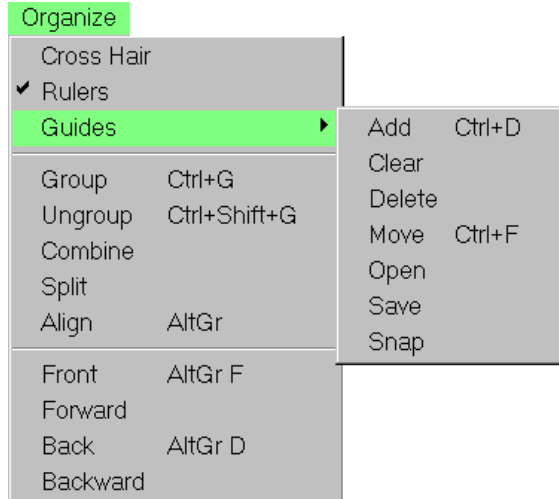 Organize
Cross Hair
✔ Rulers
Guides
Group Ctrl+G
Ungroup Ctrl+Shift+G
Combine
Split
Align AltGr
Front AltGr F
Forward
Back AltGr D
Backward
Add Ctrl+D
Clear
Delete
Move Ctrl+F
Open
Save
Snap